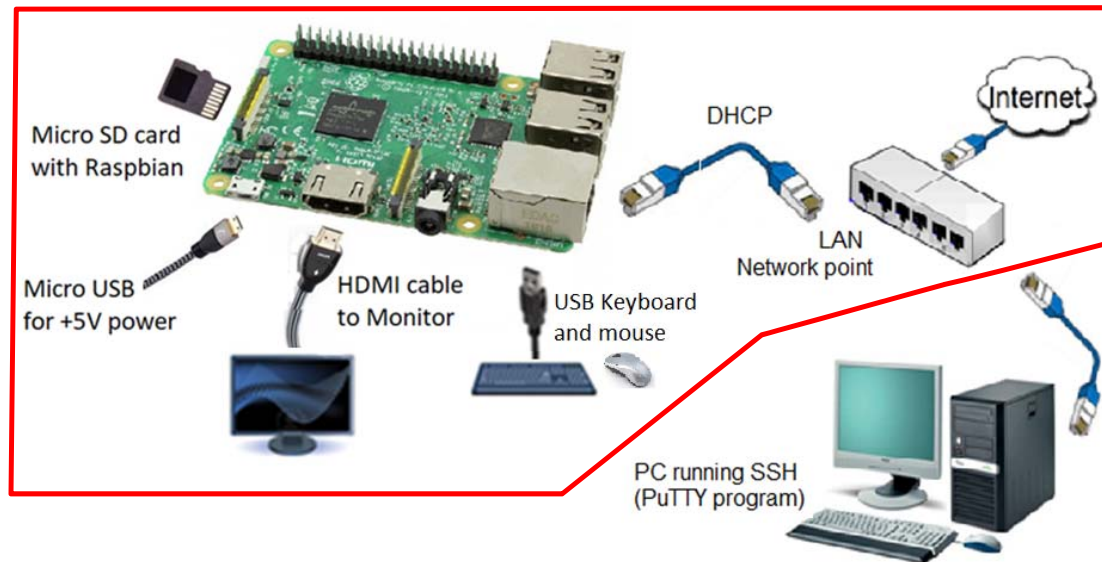 Micro SD card
with Raspbian
HDMI
DHCP
Internet
LAN
Network point
Micro USB
for +5V power
HDMI cable
to Monitor
USB Keyboard
and mouse
PC running SSH
(PuTTY program)